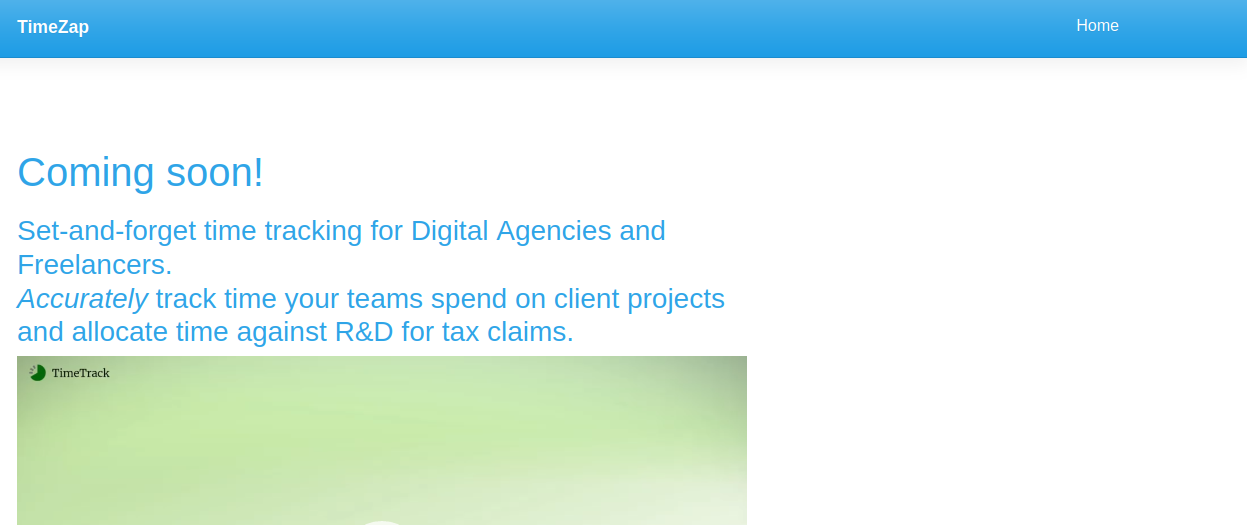 TimeZap
Home
Coming soon!
Set-and-forget time tracking for Digital Agencies and
Freelancers.
Accurately track time your teams spend on client projects
and allocate time against R&D for tax claims.
TimeTrack